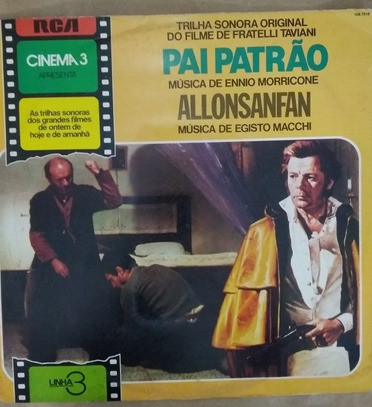 RCA
CINEMA 3
APRESENTA
As trilhas sonoras
dos grandes filmes
de ontem de
hoje e de amanhã
TRILHA SONORA ORIGINAL
DO FILME DE FRATELLI TAVIANI
PAI PATRÃO
MÚSICA DE ENNIO MORRICONE
ALLONSANFAN
MÚSICA DE EGISTO MACCHI
LINHA 3